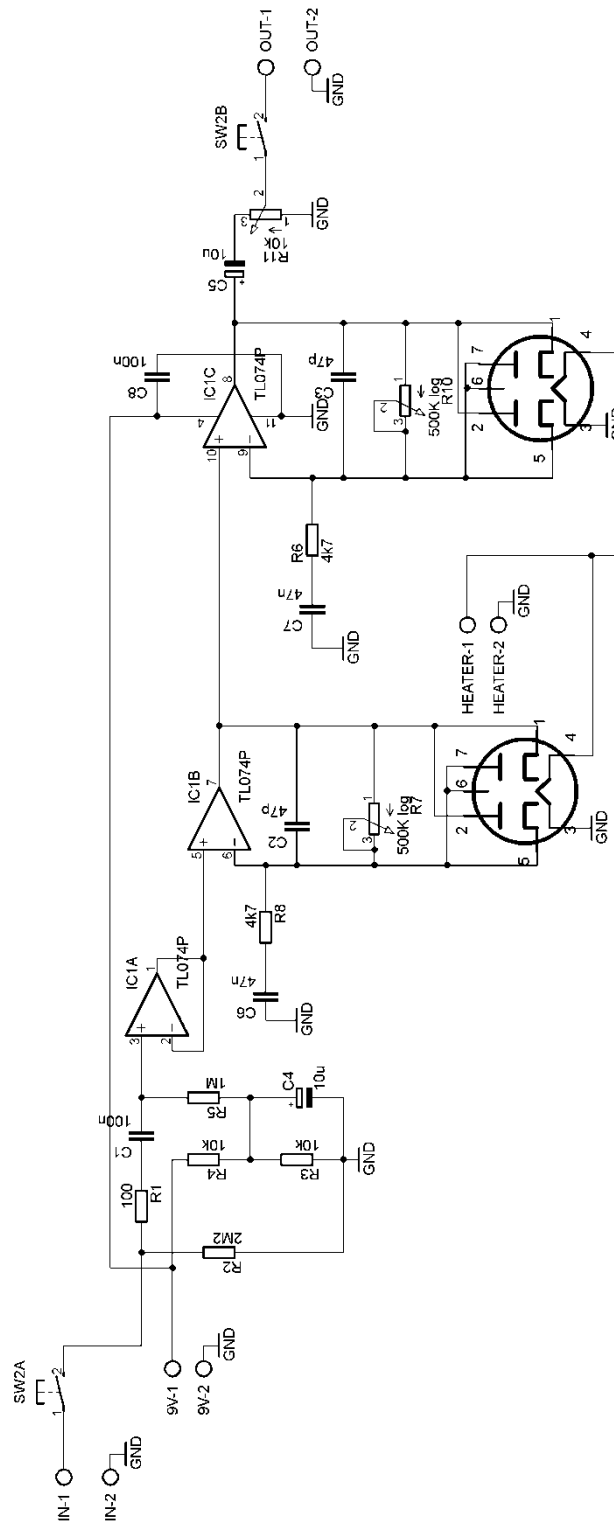 IN-1
IN-2
GND
SW2A
1
2
9V-1
9V-2
GND
R2
2M2
100
R1
C1
100n
R4
10k
R3
10k
R5
1M
C4
+
10u
GND
3
2
+
-
1
IC1A
TL074P
C6
47n
GND
4k7
R8
5
6
+
-
7
IC1B
TL074P
C2
47p
3
2
1
500K log
R7
2
7
6
5
1
3
4
GND
HEATER-1
HEATER-2
GND
C7
47n
GND
R6
4k7
C8
100n
10
9
+
-
4
11
8
IC1C
TL074P
GND
C3
47p
3
2
1
500K log
R10
2
7
6
5
1
3
4
GND
C5
10u
+
3
2
1
R11
10k
GND
SW2B
1
2
OUT-1
OUT-2
GND